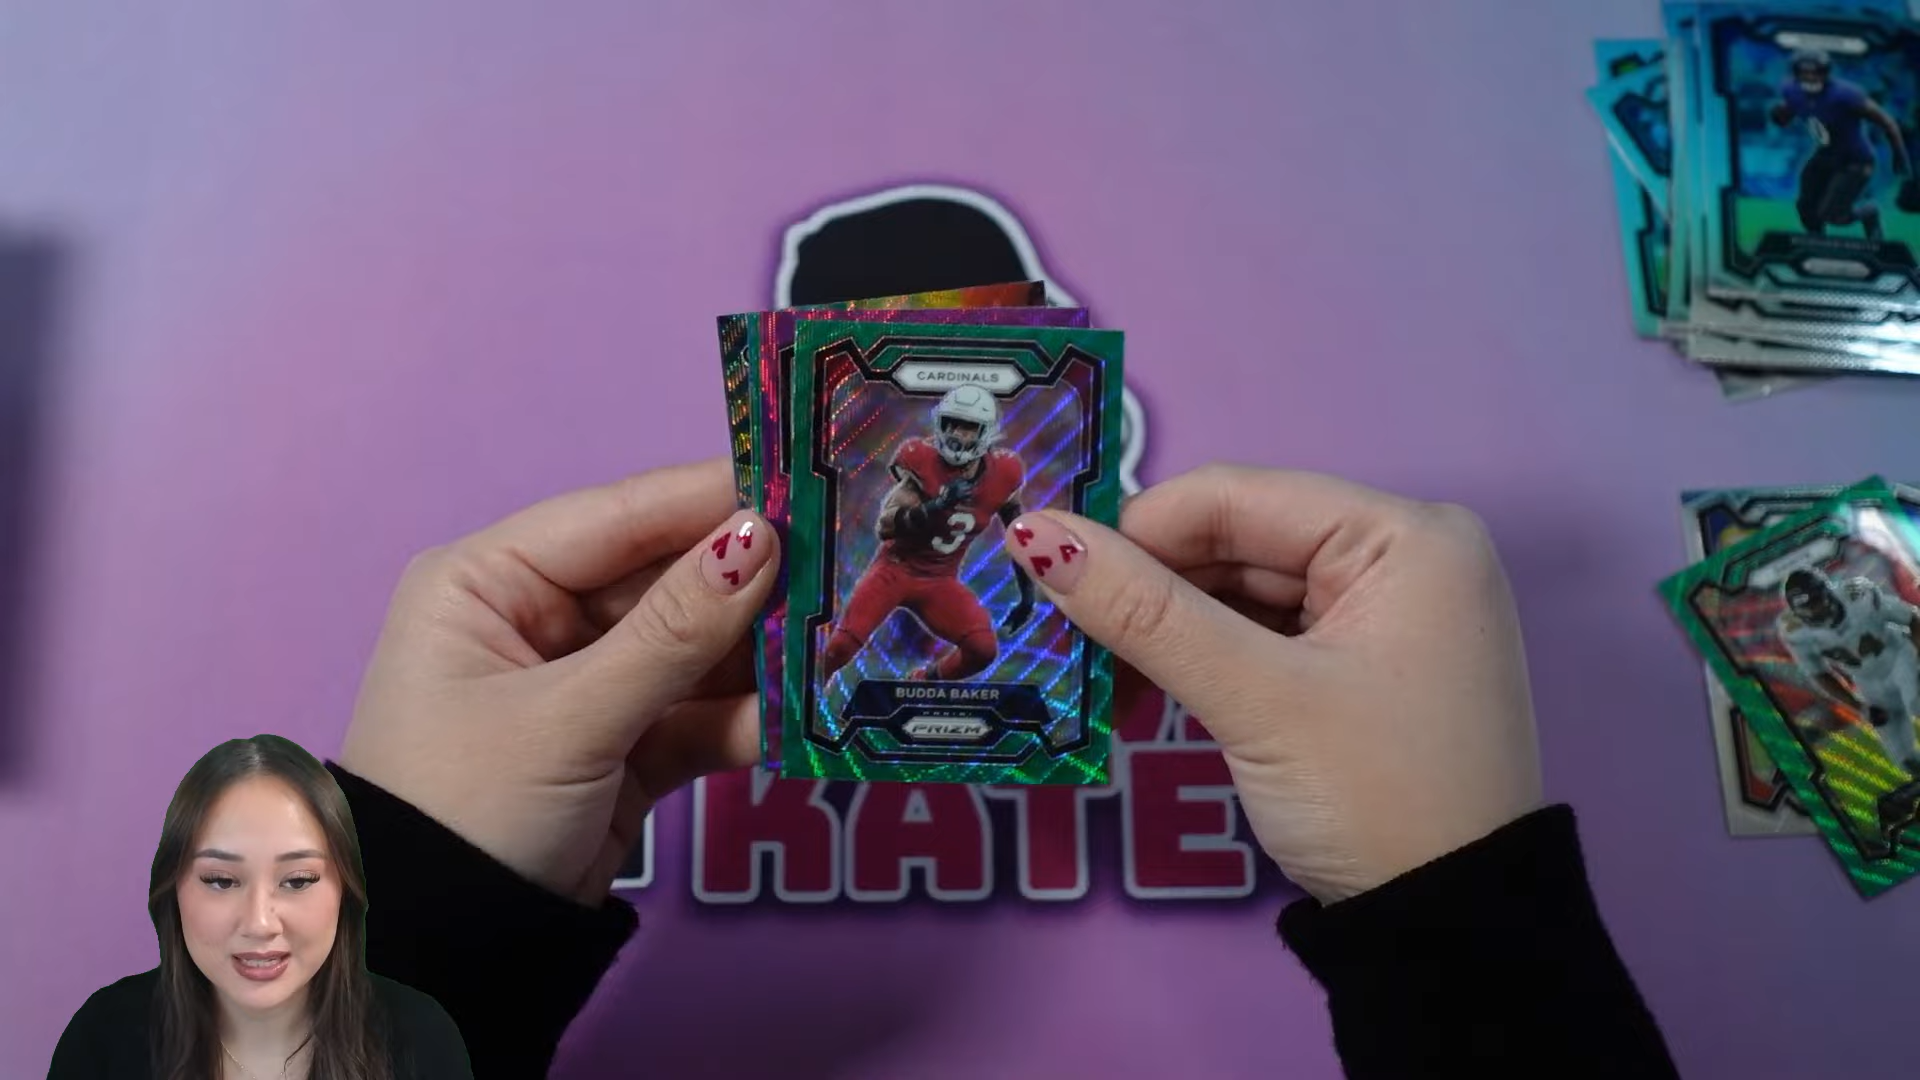 CARDINALS
3
BUDDA BAKER
PANINI
PRIZM
KATE